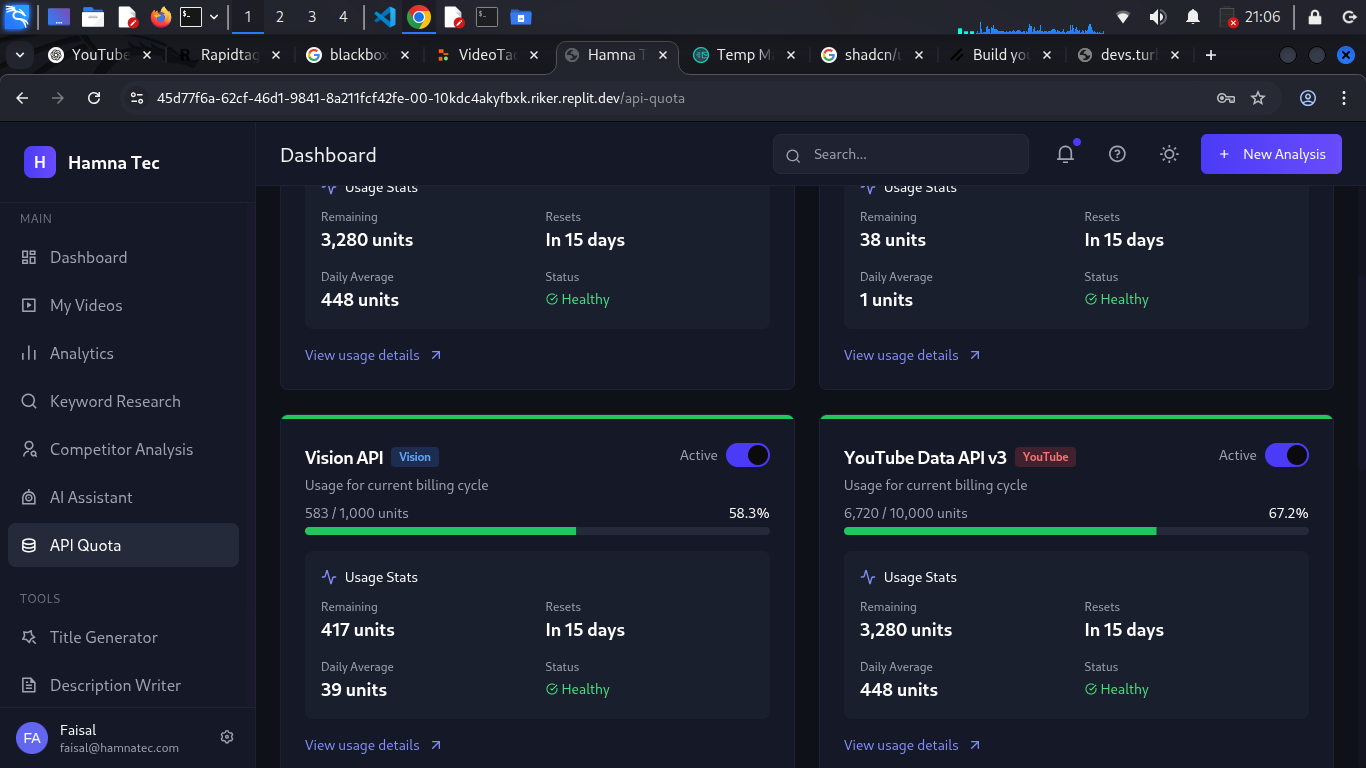 1 2 3 4 21:06
YouTube Rapidtag blackbox VideoTac Hamna T Temp Ma shadcn/u Build you devs.turb
45d77f6a-62cf-46d1-9841-8a211fcf42fe-00-10kdc4akyfbxk.riker.replit.dev/api-quota
H Hamna Tec
Dashboard
Search...
+ New Analysis
MAIN
Dashboard
My Videos
Analytics
Keyword Research
Competitor Analysis
AI Assistant
API Quota
TOOLS
Title Generator
Description Writer
FA Faisal
faisal@hamnatec.com
Usage Stats
Remaining Resets
3,280 units In 15 days
Daily Average Status
448 units Healthy
View usage details
Usage Stats
Remaining Resets
38 units In 15 days
Daily Average Status
1 units Healthy
View usage details
Vision API Vision Active
Usage for current billing cycle
583 / 1,000 units 58.3%
Usage Stats
Remaining Resets
417 units In 15 days
Daily Average Status
39 units Healthy
View usage details
YouTube Data API v3 YouTube Active
Usage for current billing cycle
6,720 / 10,000 units 67.2%
Usage Stats
Remaining Resets
3,280 units In 15 days
Daily Average Status
448 units Healthy
View usage details